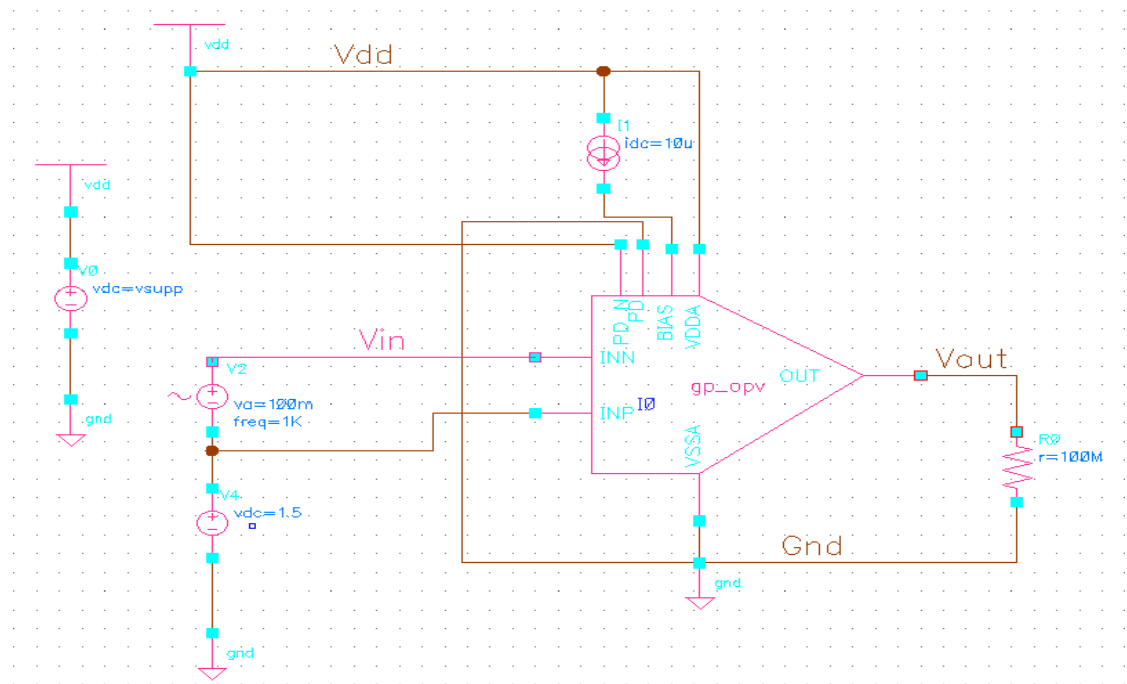 vdd
Vdd
I1
idc=10u
vdd
V0
vdc=vsupp
PD_N
PD
BIAS
VDDA
Vin
INN
V2
va=100m
freq=1K
gp_opv
OUT
Vout
INP
I0
VSSA
gnd
R0
r=100M
V4
vdc=1.5
Gnd
gnd
gnd